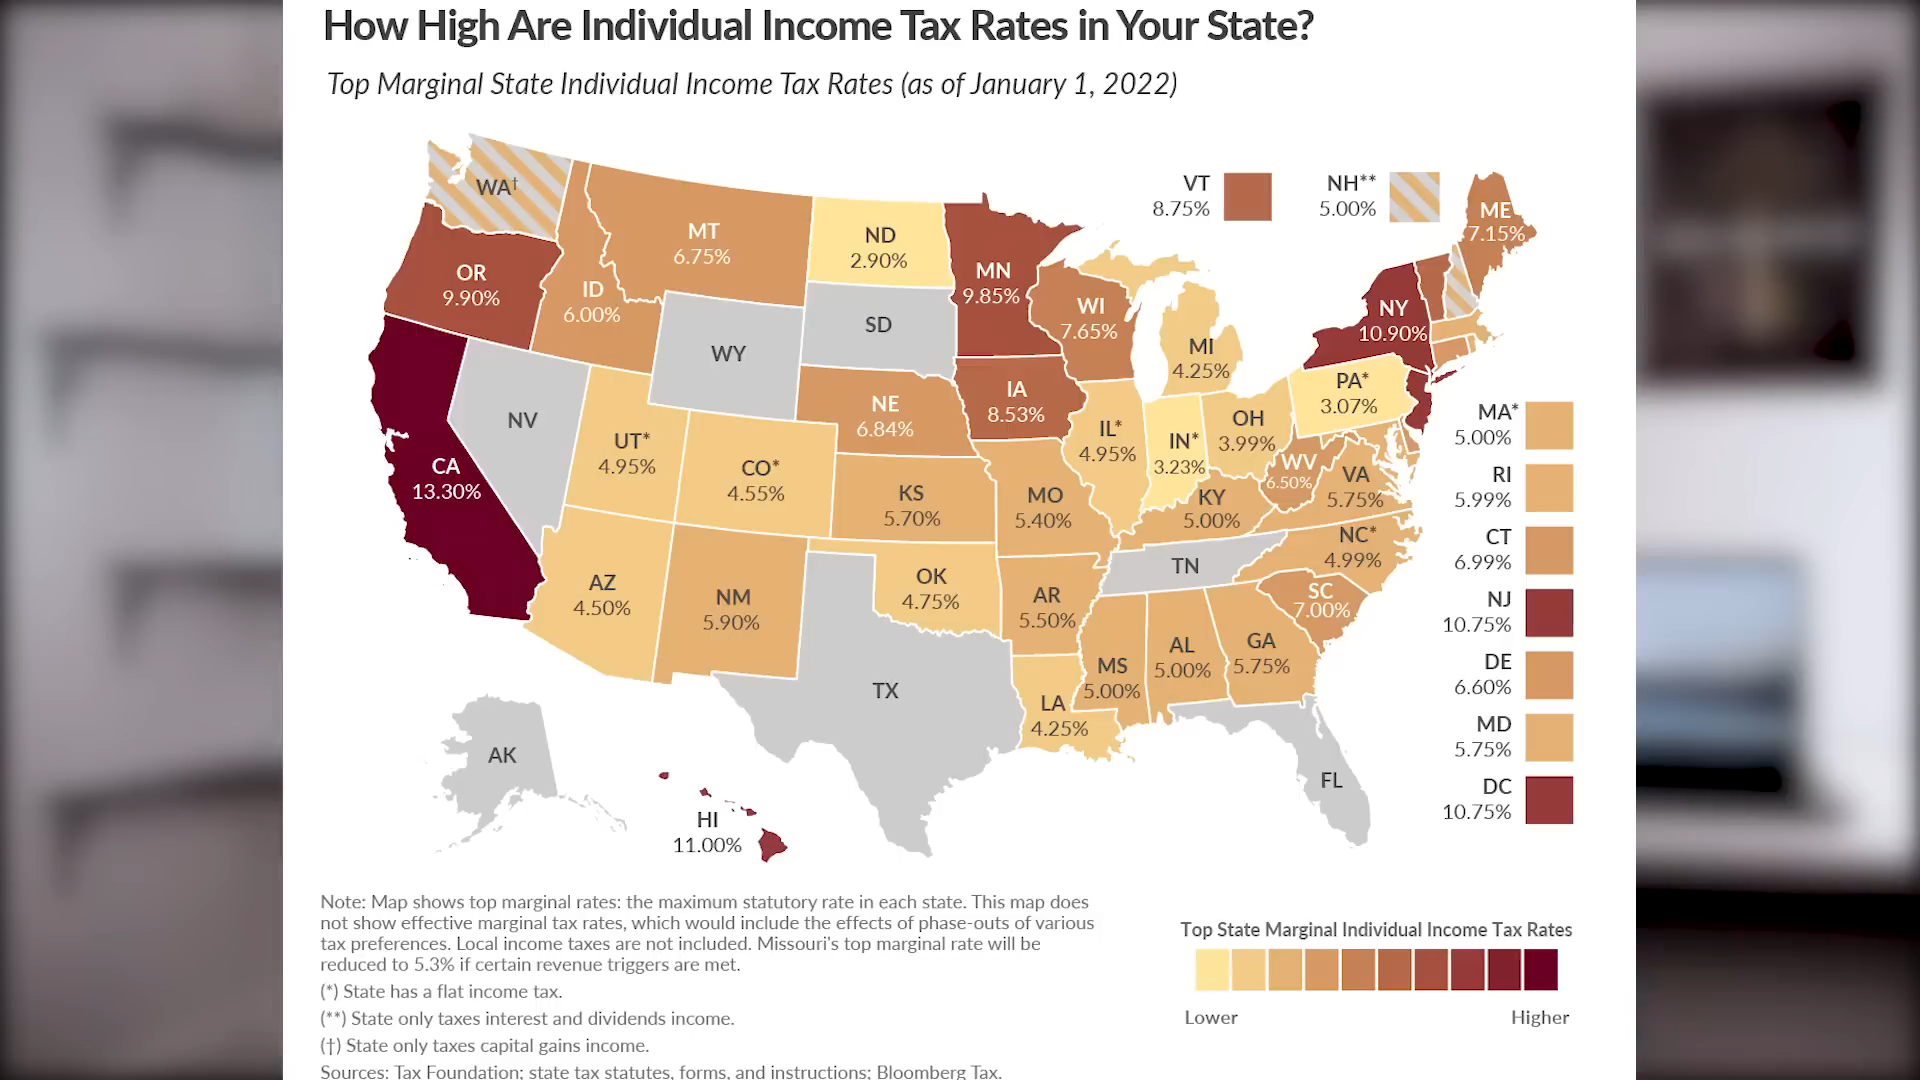 How High Are Individual Income Tax Rates in Your State?
Top Marginal State Individual Income Tax Rates (as of January 1, 2022)
WA†
OR
9.90%
CA
13.30%
NV
ID
6.00%
MT
6.75%
WY
UT*
4.95%
AZ
4.50%
CO*
4.55%
NM
5.90%
ND
2.90%
SD
NE
6.84%
KS
5.70%
OK
4.75%
TX
MN
9.85%
IA
8.53%
MO
5.40%
AR
5.50%
LA
4.25%
WI
7.65%
IL*
4.95%
MI
4.25%
IN*
3.23%
OH
3.99%
KY
5.00%
TN
MS
5.00%
AL
5.00%
GA
5.75%
FL
SC
7.00%
NC*
4.99%
VA
5.75%
WV
6.50%
PA*
3.07%
NY
10.90%
ME
7.15%
VT
8.75%
NH**
5.00%
MA*
5.00%
RI
5.99%
CT
6.99%
NJ
10.75%
DE
6.60%
MD
5.75%
DC
10.75%
AK
HI
11.00%
Note: Map shows top marginal rates: the maximum statutory rate in each state. This map does
not show effective marginal tax rates, which would include the effects of phase-outs of various
tax preferences. Local income taxes are not included. Missouri's top marginal rate will be
reduced to 5.3% if certain revenue triggers are met.
(*) State has a flat income tax.
(**) State only taxes interest and dividends income.
(†) State only taxes capital gains income.
Sources: Tax Foundation; state tax statutes, forms, and instructions; Bloomberg Tax.
Top State Marginal Individual Income Tax Rates
Lower
Higher